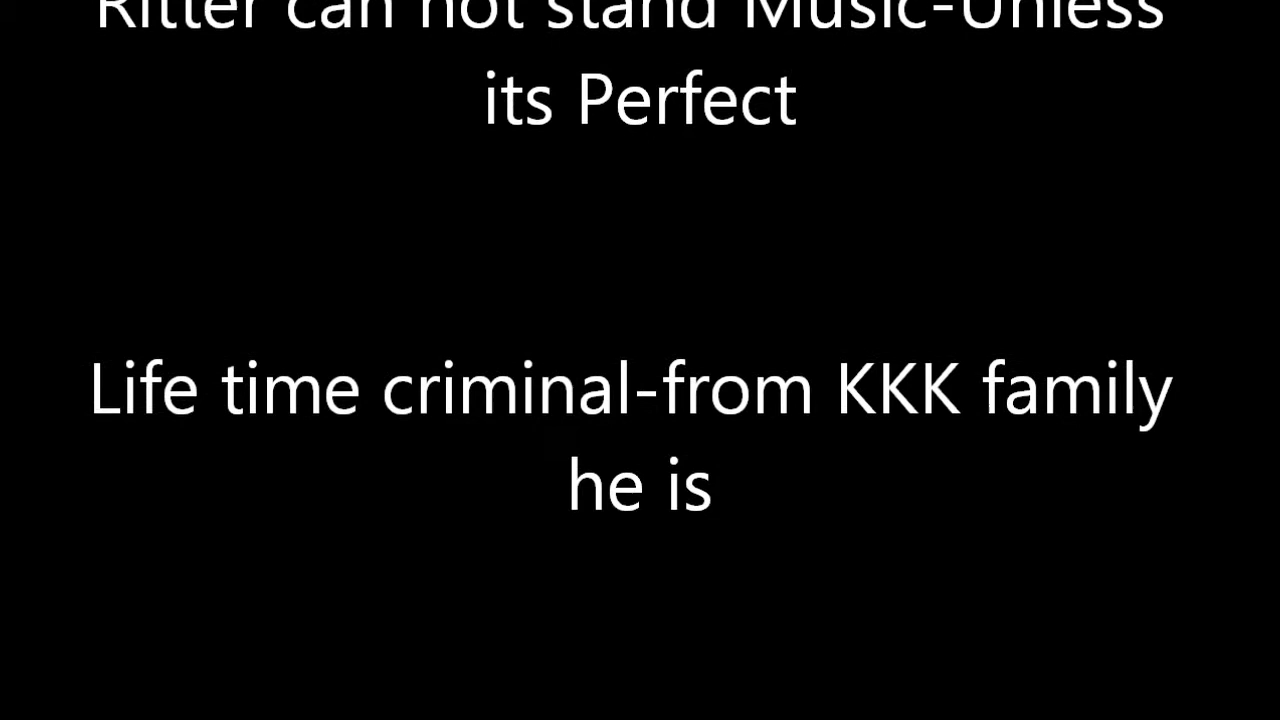 Ritter can not stand Music-Unless
its Perfect
Life time criminal-from KKK family
he is